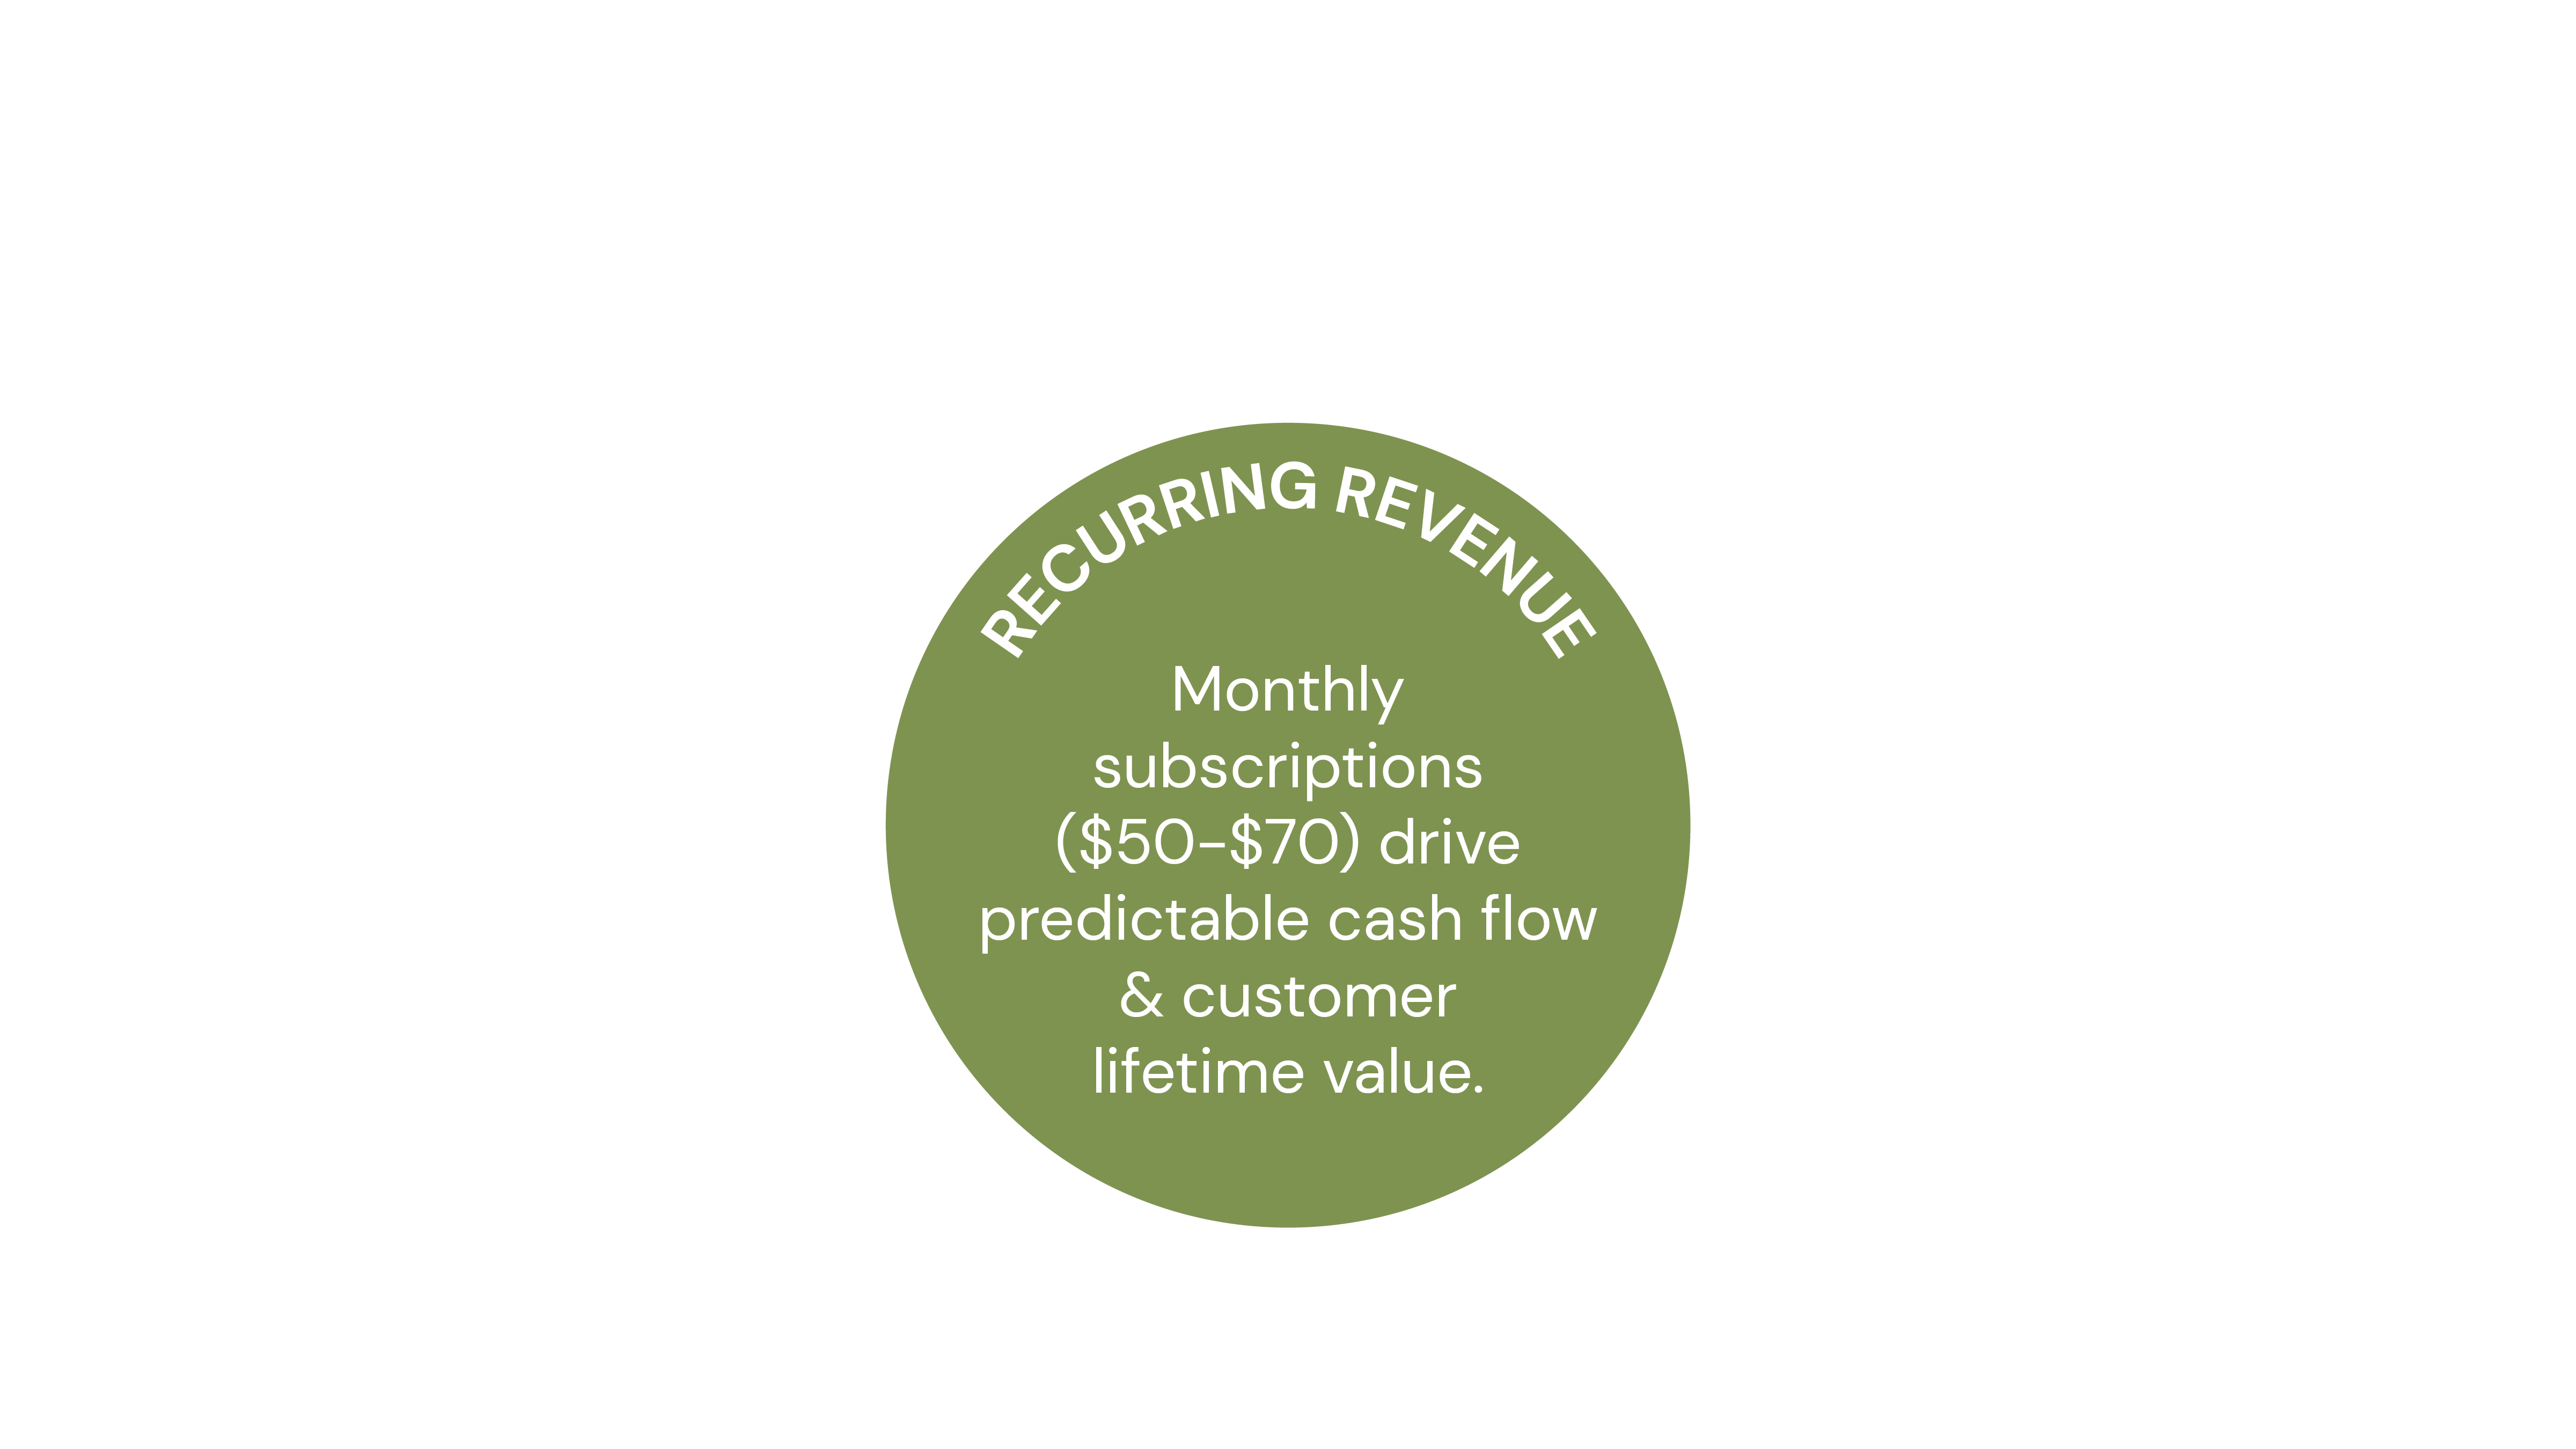 RECURRING REVENUE
Monthly
subscriptions
($50-$70) drive
predictable cash flow
& customer
lifetime value.